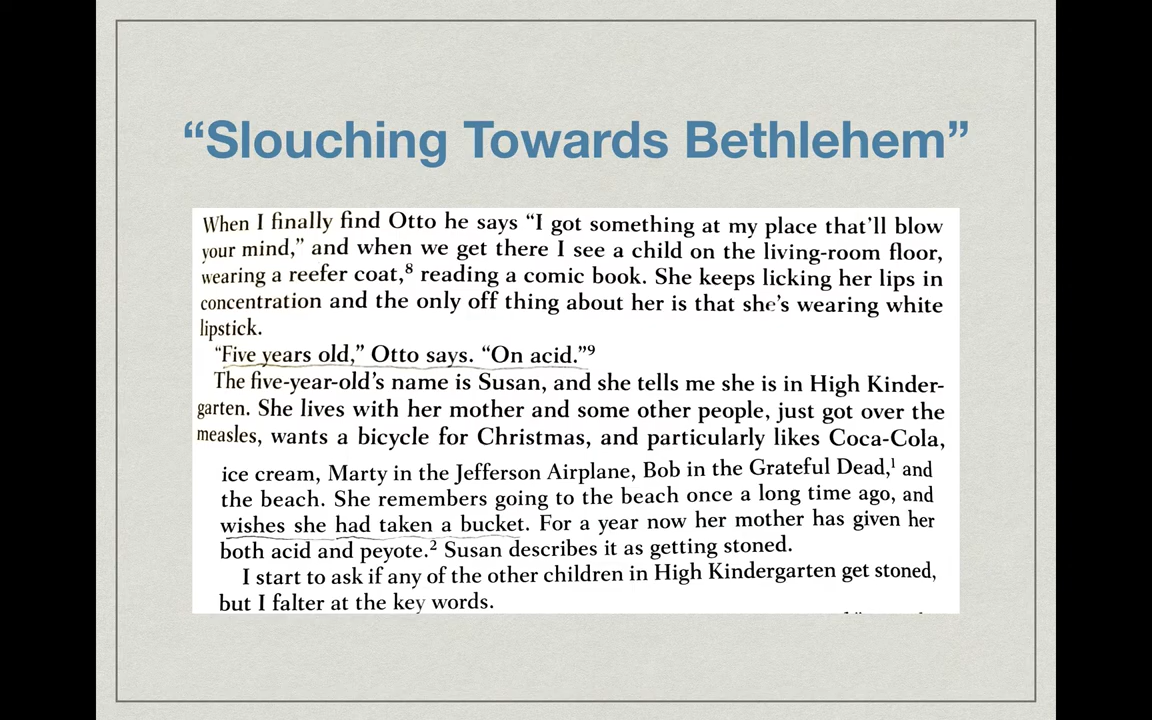 “Slouching Towards Bethlehem”
When I finally find Otto he says “I got something at my place that’ll blow
your mind,” and when we get there I see a child on the living-room floor,
wearing a reefer coat,⁸ reading a comic book. She keeps licking her lips in
concentration and the only off thing about her is that she’s wearing white
lipstick.
“Five years old,” Otto says. “On acid.”⁹
The five-year-old’s name is Susan, and she tells me she is in High Kinder-
garten. She lives with her mother and some other people, just got over the
measles, wants a bicycle for Christmas, and particularly likes Coca-Cola,
ice cream, Marty in the Jefferson Airplane, Bob in the Grateful Dead,¹ and
the beach. She remembers going to the beach once a long time ago, and
wishes she had taken a bucket. For a year now her mother has given her
both acid and peyote.² Susan describes it as getting stoned.
I start to ask if any of the other children in High Kindergarten get stoned,
but I falter at the key words.